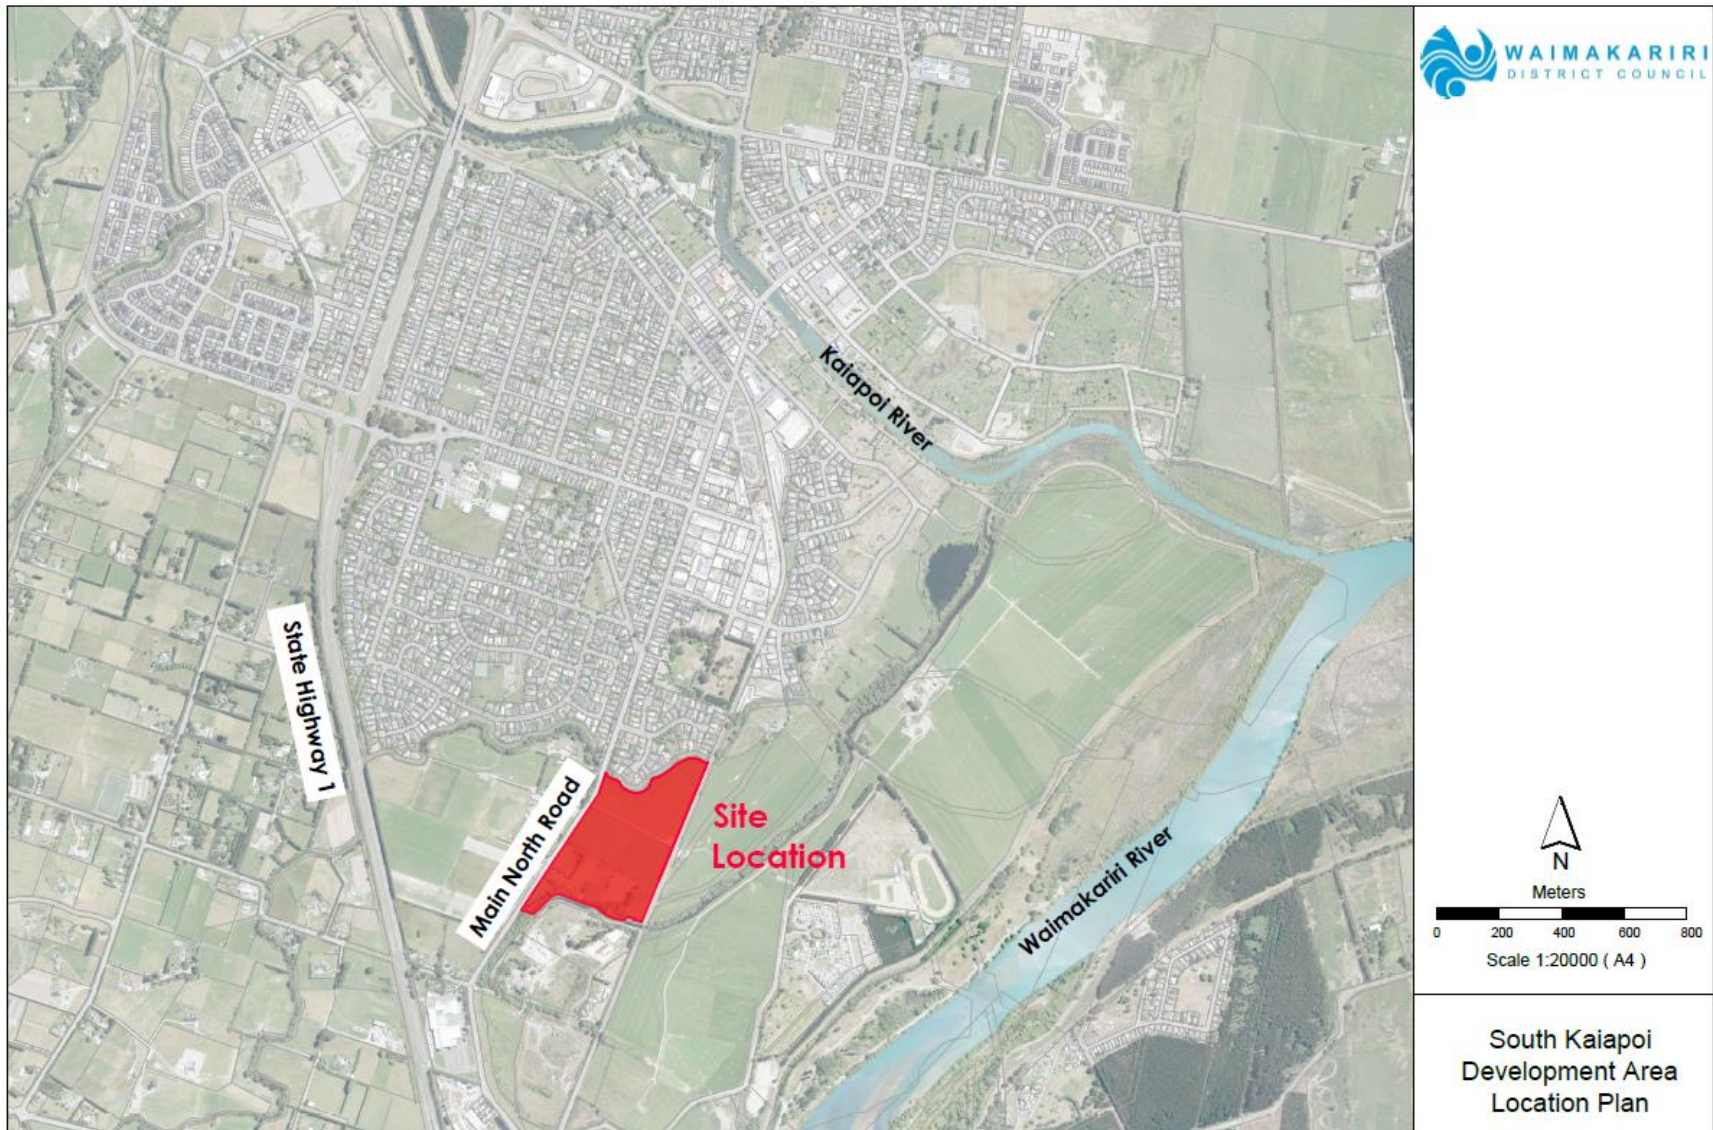 WAIMAKARIRI
DISTRICT COUNCIL
Kaiapoi River
State Highway 1
Main North Road
Site
Location
Waimakariri River
N
Meters
0 200 400 600 800
Scale 1:20000 ( A4 )
South Kaiapoi
Development Area
Location Plan